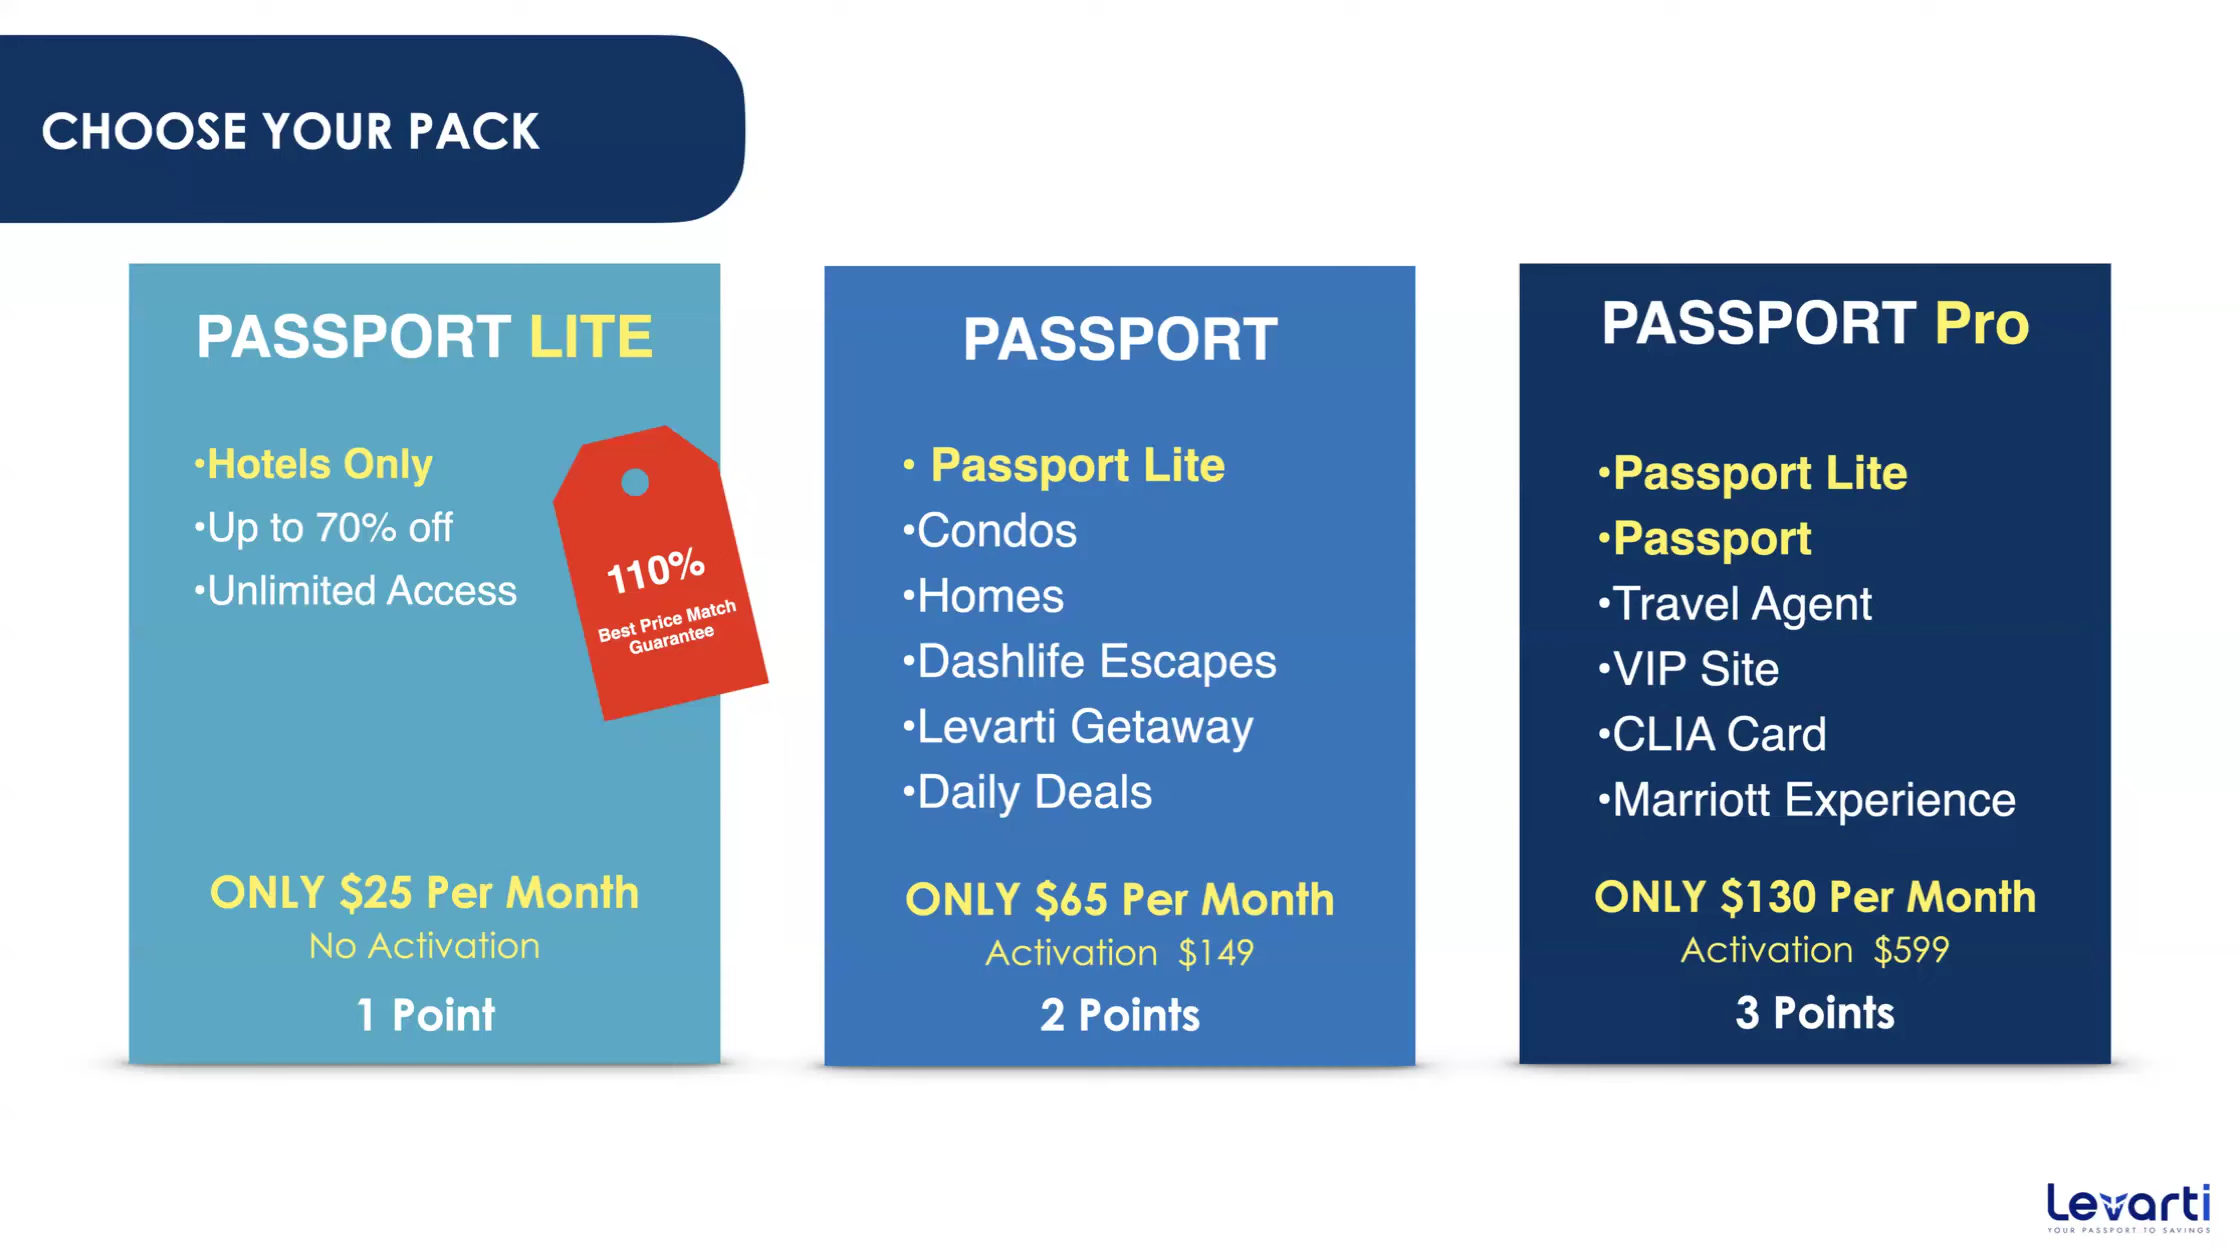 CHOOSE YOUR PACK
PASSPORT LITE
•Hotels Only
•Up to 70% off
•Unlimited Access
110%
Best Price Match
Guarantee
ONLY $25 Per Month
No Activation
1 Point
PASSPORT
• Passport Lite
•Condos
•Homes
•Dashlife Escapes
•Levarti Getaway
•Daily Deals
ONLY $65 Per Month
Activation $149
2 Points
PASSPORT Pro
•Passport Lite
•Passport
•Travel Agent
•VIP Site
•CLIA Card
•Marriott Experience
ONLY $130 Per Month
Activation $599
3 Points
Levarti
YOUR PASSPORT TO SAVINGS